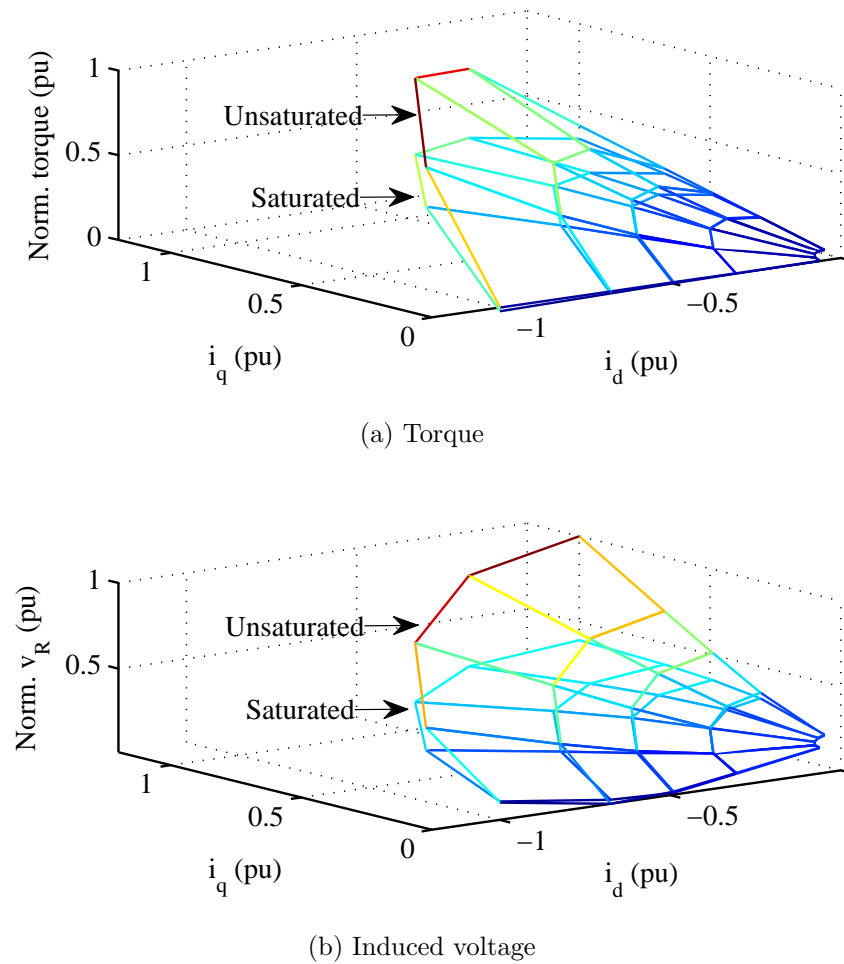 Norm. torque (pu)
1
0.5
0
Unsaturated
Saturated
1
0.5
0
i_q (pu)
−1
−0.5
i_d (pu)
(a) Torque
Norm. v_R (pu)
1
0.5
Unsaturated
Saturated
1
0.5
0
i_q (pu)
−1
−0.5
i_d (pu)
(b) Induced voltage